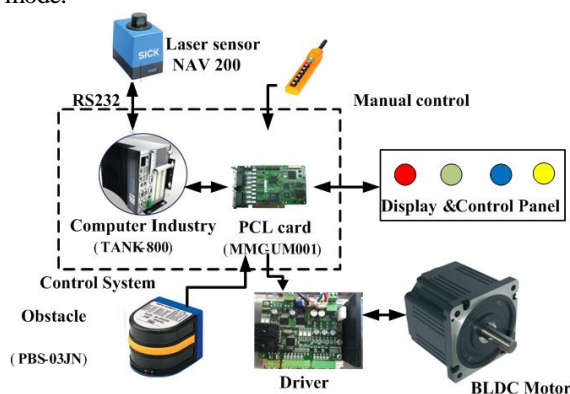 mode.
Laser sensor
NAV 200
SICK
RS232
Manual control
Computer Industry
(TANK-800)
PCL card
(MMC-UM001)
Display &Control Panel
Control System
Obstacle
(PBS-03JN)
Driver
BLDC Motor